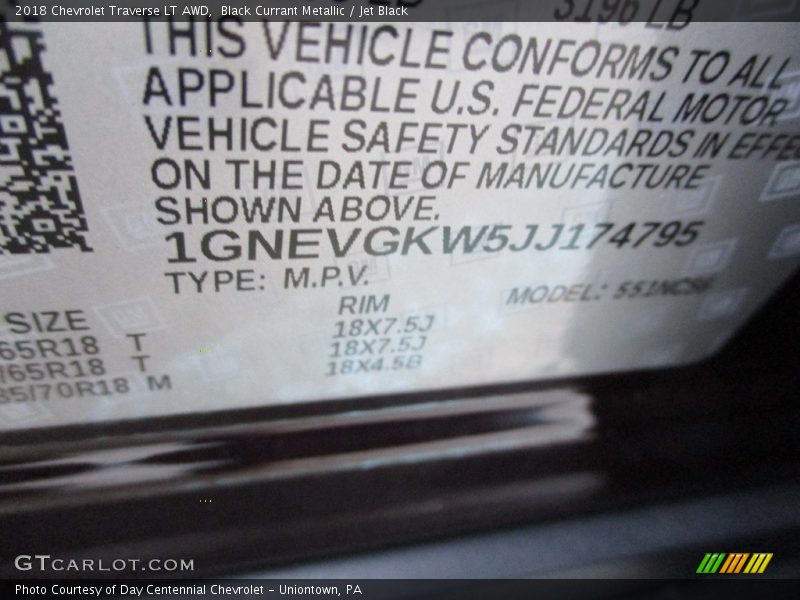 2018 Chevrolet Traverse LT AWD,  Black Currant Metallic / Jet Black
3196 LB
THIS VEHICLE CONFORMS TO ALL
APPLICABLE U.S. FEDERAL MOTOR
VEHICLE SAFETY STANDARDS IN EFFE
ON THE DATE OF MANUFACTURE
SHOWN ABOVE.
1GNEVGKW5JJ174795
TYPE: M.P.V.
MODEL:
SIZE RIM
65R18 T 18X7.5J
/65R18 T 18X7.5J
85/70R18 M 18X4.5B
GTCARLOT.COM
Photo Courtesy of Day Centennial Chevrolet – Uniontown, PA